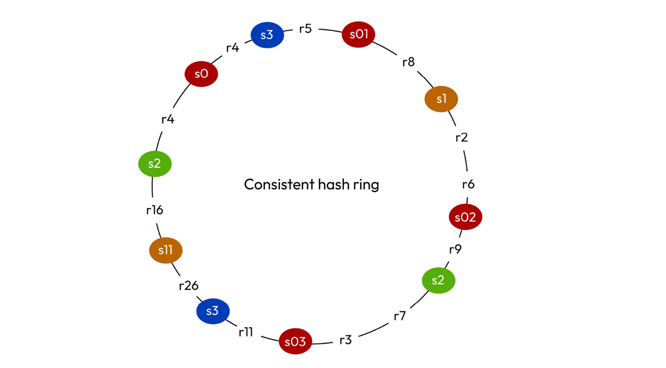 s3
r5
s01
r4
r8
s0
s1
r4
r2
s2
Consistent hash ring
r6
r16
s02
s11
r9
r26
s2
s3
r7
r11
s03
r3